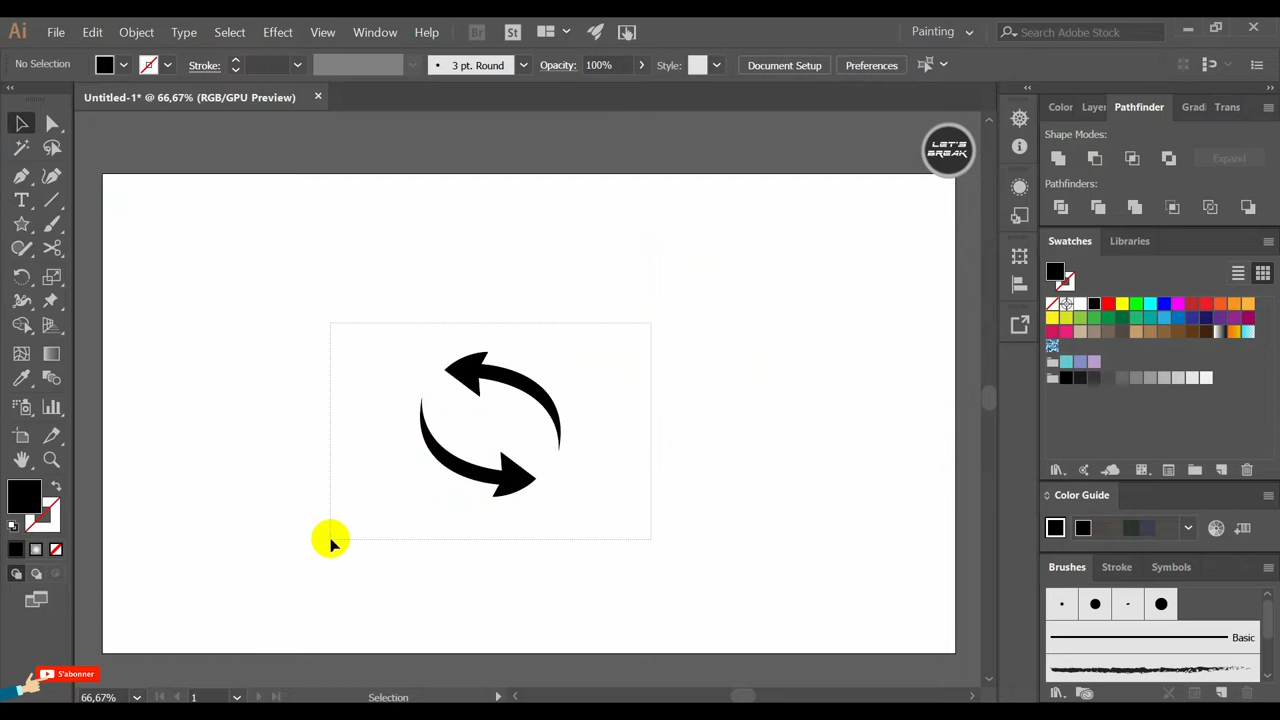 Ai File Edit Object Type Select Effect View Window Help Br St Painting Search Adobe Stock
No Selection Stroke: 3 pt. Round Opacity: 100% Style: Document Setup Preferences
Untitled-1* @ 66,67% (RGB/GPU Preview)
Color Layer Pathfinder Gradi Trans
Shape Modes:
LET'S
BREAK
Expand
Pathfinders:
Swatches Libraries
Color Guide
Brushes Stroke Symbols
Basic
S'abonner
66,67% 1 Selection